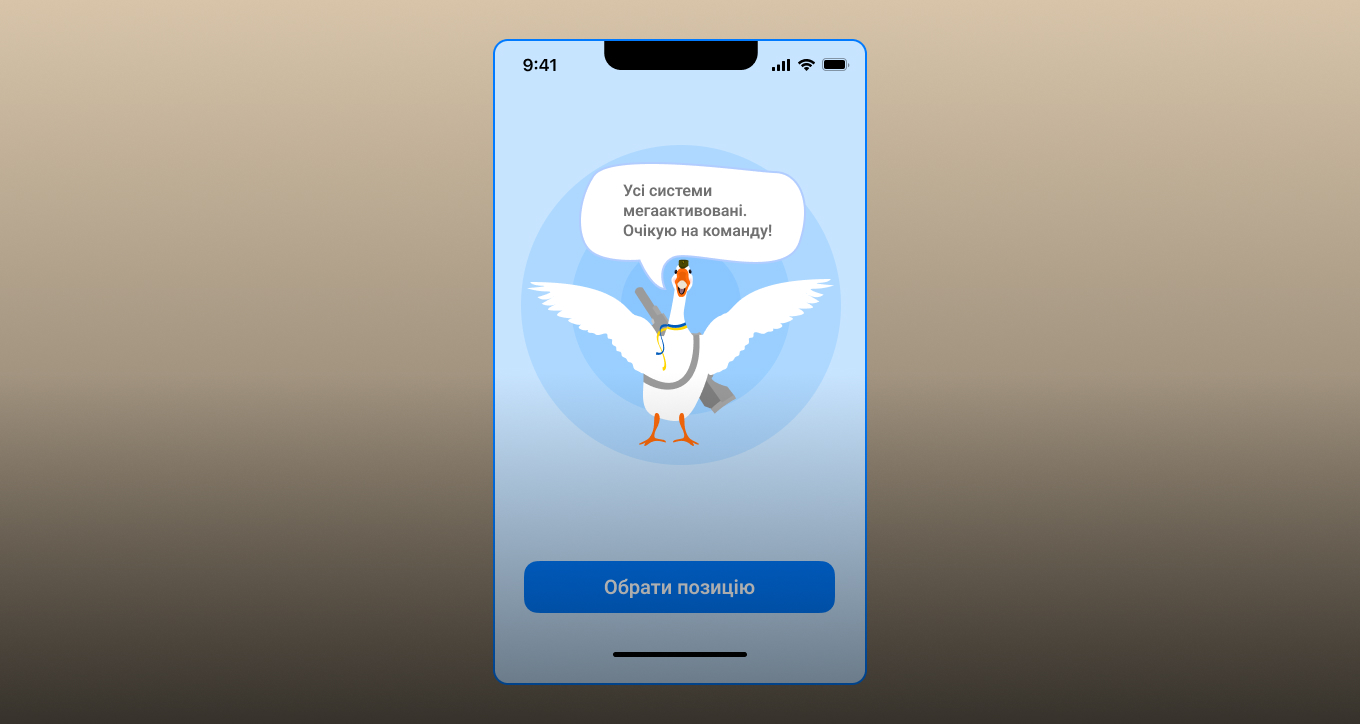 9:41
Усі системи
мегаактивовані.
Очікую на команду!
Обрати позицію